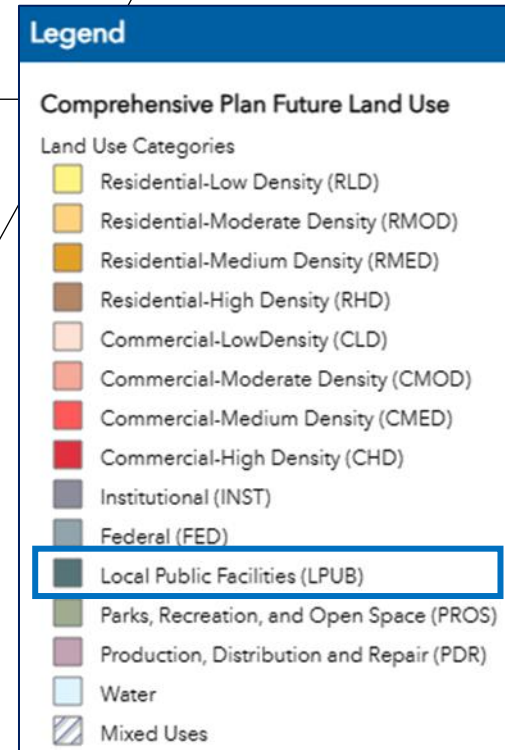 Legend
Comprehensive Plan Future Land Use
Land Use Categories
Residential-Low Density (RLD)
Residential-Moderate Density (RMOD)
Residential-Medium Density (RMED)
Residential-High Density (RHD)
Commercial-LowDensity (CLD)
Commercial-Moderate Density (CMOD)
Commercial-Medium Density (CMED)
Commercial-High Density (CHD)
Institutional (INST)
Federal (FED)
Local Public Facilities (LPUB)
Parks, Recreation, and Open Space (PROS)
Production, Distribution and Repair (PDR)
Water
Mixed Uses